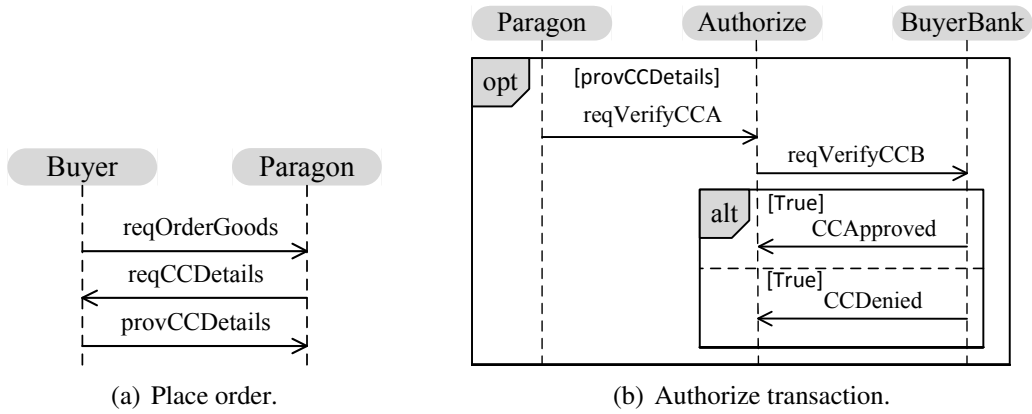 Buyer Paragon
reqOrderGoods
reqCCDetails
provCCDetails
(a) Place order.
Paragon Authorize BuyerBank
opt [provCCDetails]
reqVerifyCCA
reqVerifyCCB
alt [True]
CCApproved
[True]
CCDenied
(b) Authorize transaction.